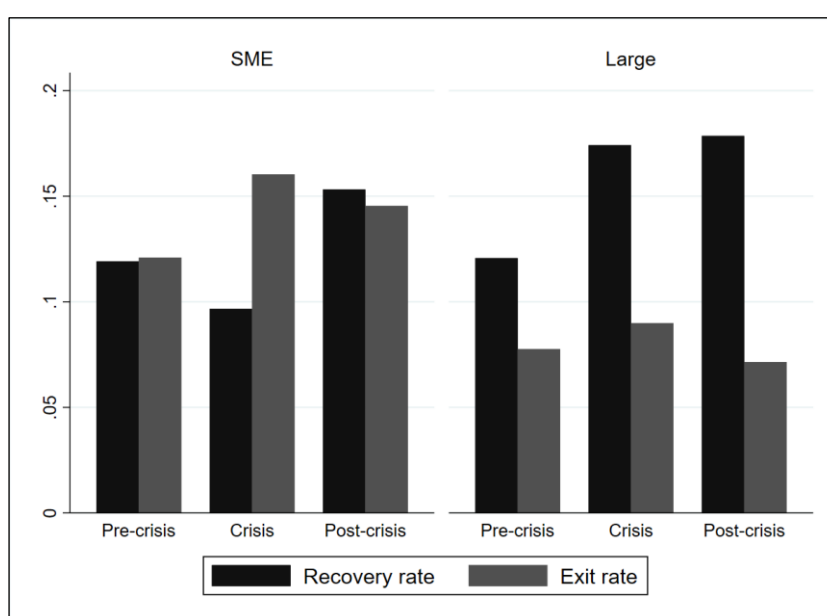 SME
Large
.2
.15
.1
.05
0
Pre-crisis
Crisis
Post-crisis
Pre-crisis
Crisis
Post-crisis
Recovery rate
Exit rate